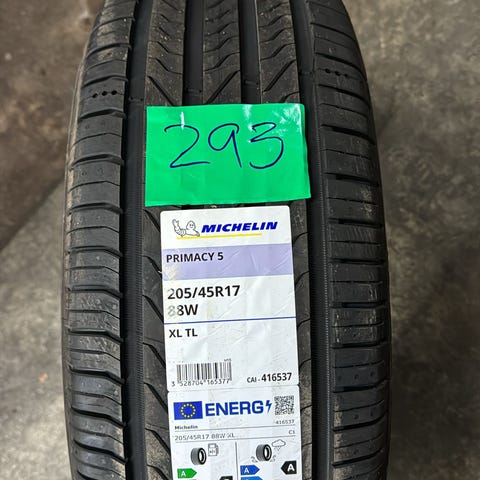 293
MICHELIN
PRIMACY 5
205/45R17
88W
XL TL
3 528704 165377
CAI - 416537
ENERG
Michelin 416537
205/45R17 88W XL C1
A A